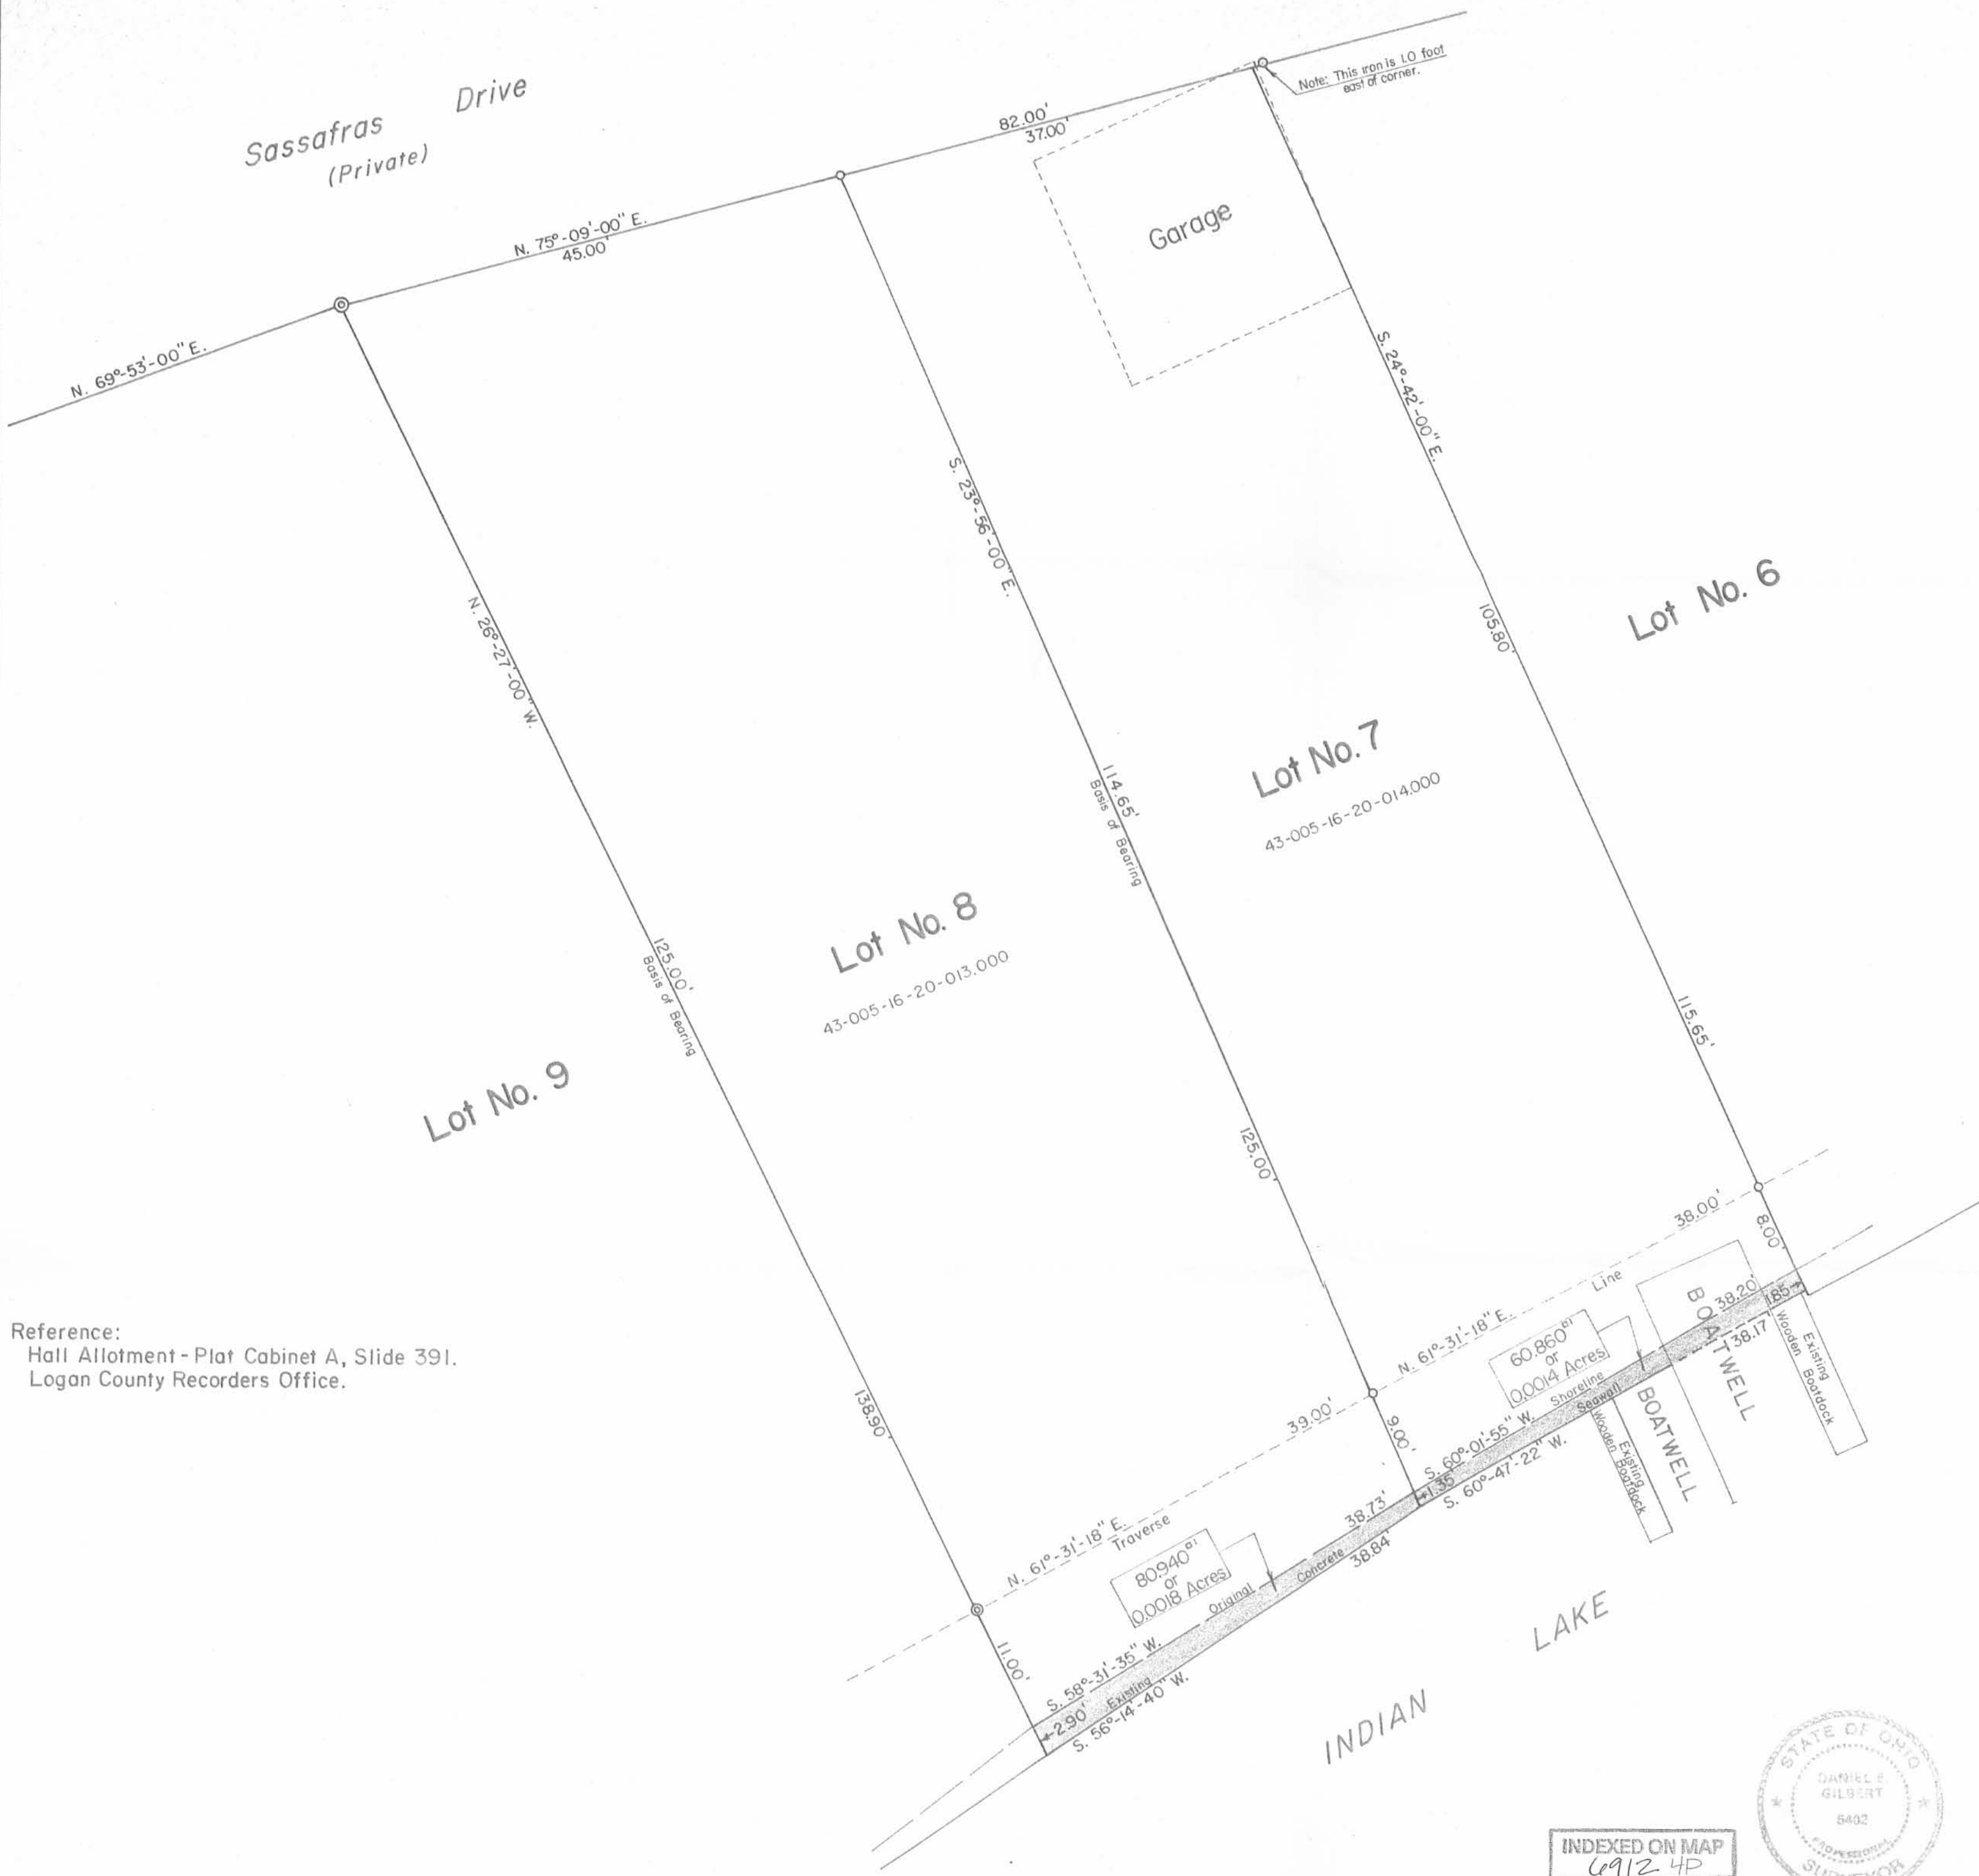 Sassafras Drive
(Private)
Note: This iron is 1.0 foot
east of corner.
82.00'
37.00'
Garage
N. 75°-09'-00" E.
45.00'
N. 69°-53'-00" E.
S. 24°-42'-00" E.
S. 23°-56'-00" E.
N. 26°-27'-00" W.
105.80'
Lot No. 6
Lot No. 7
43-005-16-20-014.000
114.65'
Basis of Bearing
Lot No. 8
43-005-16-20-013.000
125.00'
Basis of Bearing
115.65'
Lot No. 9
125.00'
38.00'
8.00'
Line
N. 61°-31'-18" E.
38.20'
1.85'
38.17'
BOATWELL
Existing
Wooden Boatdock
60.860▫'
or
0.0014 Acres
Shoreline
Seawall
S. 60°-01'-55" W.
1.35'
S. 60°-47'-22" W.
BOATWELL
Existing
Wooden Boatdock
Reference:
Hall Allotment - Plat Cabinet A, Slide 391.
Logan County Recorders Office.
138.90'
39.00'
9.00'
N. 61°-31'-18" E.
Traverse
38.73'
38.84'
80.940▫'
or
0.0018 Acres
Original
Concrete
11.00'
S. 58°-31'-35" W.
2.90'
Existing
S. 56°-14'-40" W.
INDIAN LAKE
STATE OF OHIO
DANIEL E.
GILBERT
5402
PROFESSIONAL
SURVEYOR
INDEXED ON MAP
6912 4P